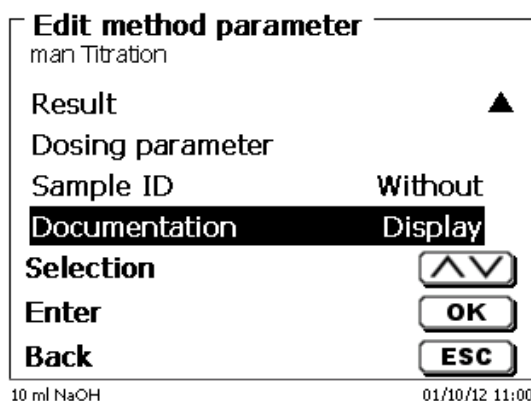 Edit method parameter
man Titration
Result
Dosing parameter
Sample ID Without
Documentation Display
Selection
Enter OK
Back ESC
10 ml NaOH 01/10/12 11:00